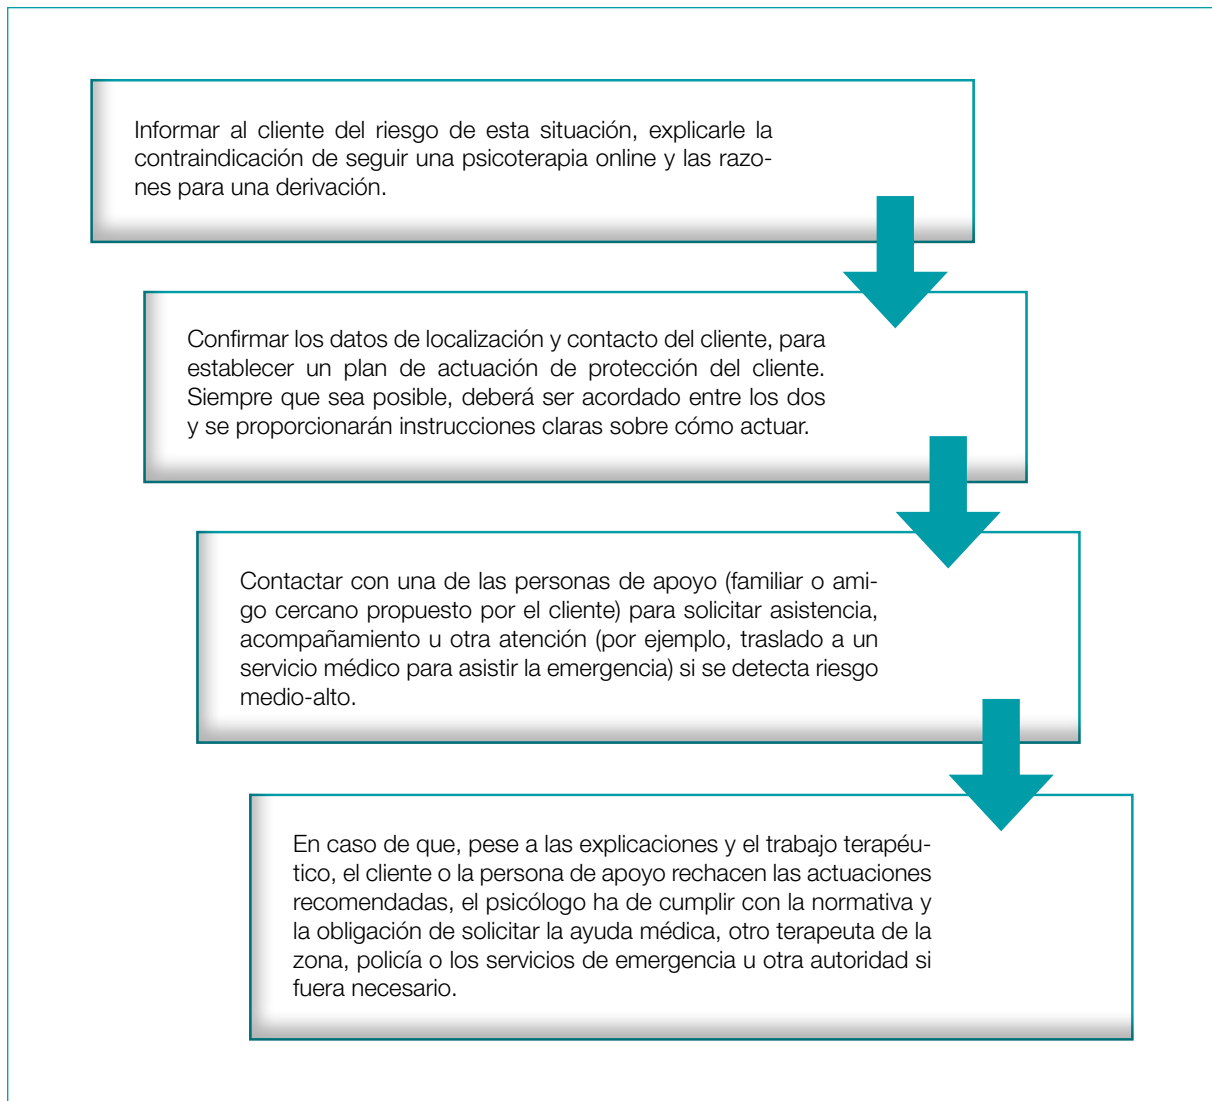 Informar al cliente del riesgo de esta situación, explicarle la
contraindicación de seguir una psicoterapia online y las razo-
nes para una derivación.
Confirmar los datos de localización y contacto del cliente, para
establecer un plan de actuación de protección del cliente.
Siempre que sea posible, deberá ser acordado entre los dos
y se proporcionarán instrucciones claras sobre cómo actuar.
Contactar con una de las personas de apoyo (familiar o ami-
go cercano propuesto por el cliente) para solicitar asistencia,
acompañamiento u otra atención (por ejemplo, traslado a un
servicio médico para asistir la emergencia) si se detecta riesgo
medio-alto.
En caso de que, pese a las explicaciones y el trabajo terapéu-
tico, el cliente o la persona de apoyo rechacen las actuaciones
recomendadas, el psicólogo ha de cumplir con la normativa y
la obligación de solicitar la ayuda médica, otro terapeuta de la
zona, policía o los servicios de emergencia u otra autoridad si
fuera necesario.